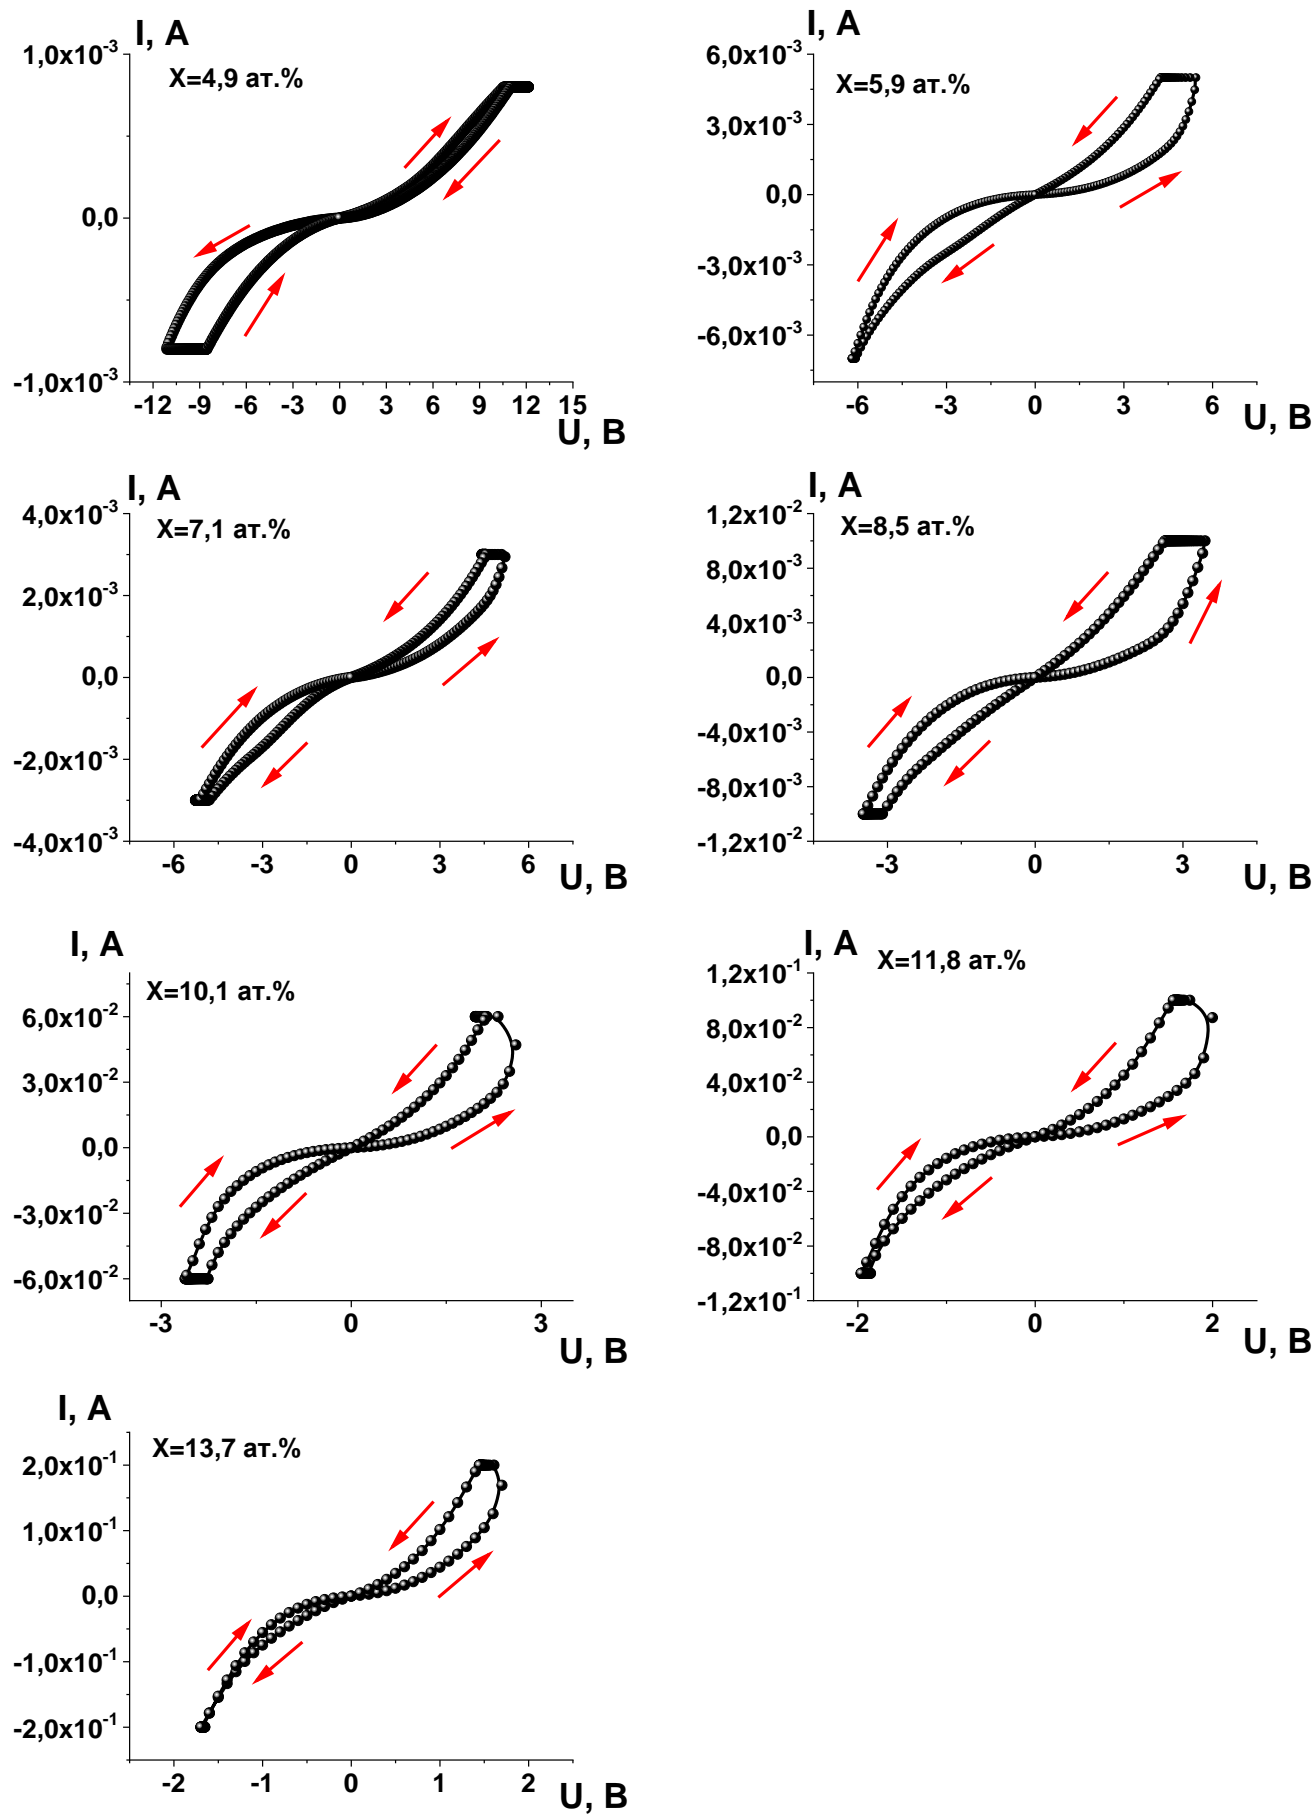 I, A
1,0x10⁻³
X=4,9 ат.%
0,0
-1,0x10⁻³
-12 -9 -6 -3 0 3 6 9 12 15
U, В
I, A
6,0x10⁻³
X=5,9 ат.%
3,0x10⁻³
0,0
-3,0x10⁻³
-6,0x10⁻³
-6 -3 0 3 6
U, В
I, A
4,0x10⁻³
X=7,1 ат.%
2,0x10⁻³
0,0
-2,0x10⁻³
-4,0x10⁻³
-6 -3 0 3 6
U, В
I, A
1,2x10⁻²
X=8,5 ат.%
8,0x10⁻³
4,0x10⁻³
0,0
-4,0x10⁻³
-8,0x10⁻³
-1,2x10⁻²
-3 0 3
U, В
I, A
X=10,1 ат.%
6,0x10⁻²
3,0x10⁻²
0,0
-3,0x10⁻²
-6,0x10⁻²
-3 0 3
U, В
I, A
X=11,8 ат.%
1,2x10⁻¹
8,0x10⁻²
4,0x10⁻²
0,0
-4,0x10⁻²
-8,0x10⁻²
-1,2x10⁻¹
-2 0 2
U, В
I, A
X=13,7 ат.%
2,0x10⁻¹
1,0x10⁻¹
0,0
-1,0x10⁻¹
-2,0x10⁻¹
-2 -1 0 1 2
U, В